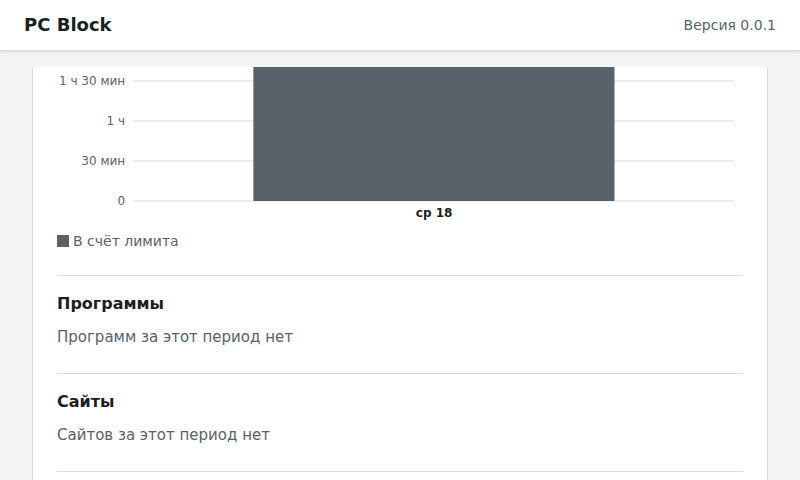 PC Block
Версия 0.0.1
1 ч 30 мин
1 ч
30 мин
0
ср 18
В счёт лимита
Программы
Программ за этот период нет
Сайты
Сайтов за этот период нет